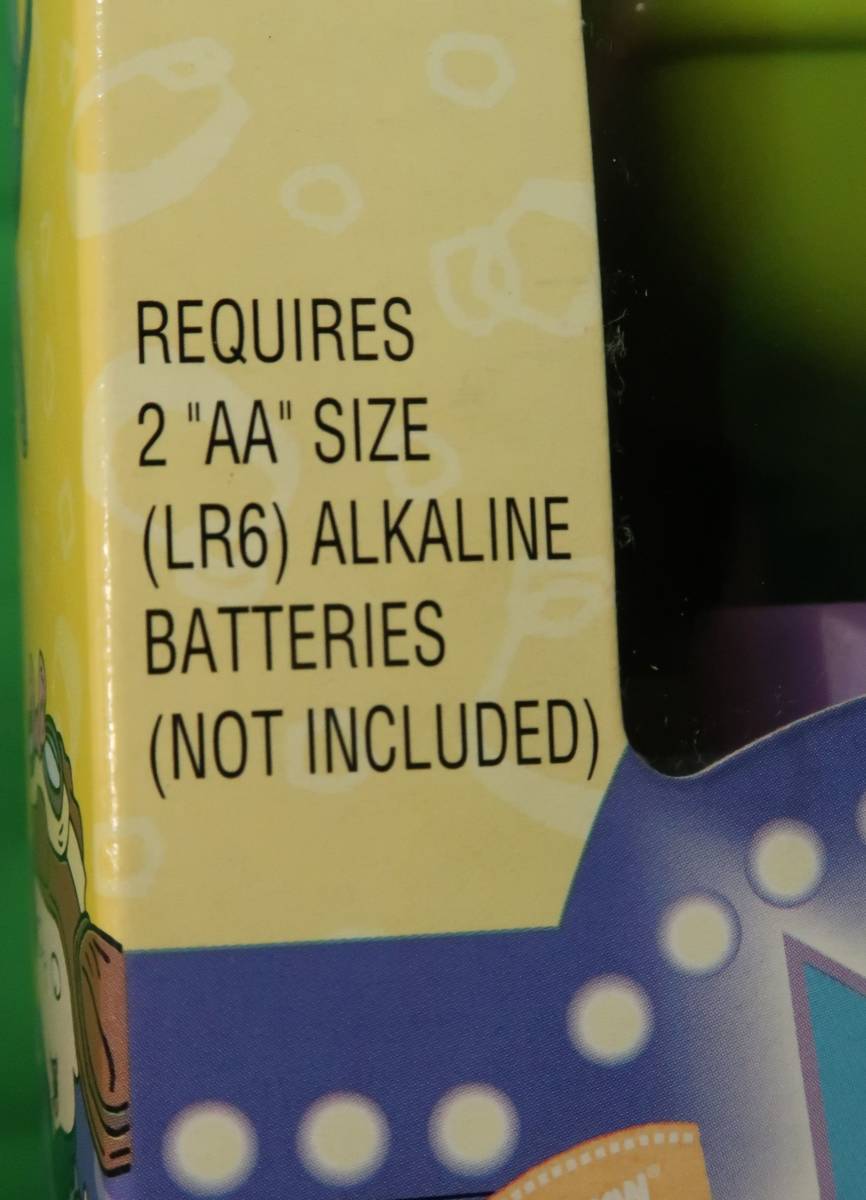 REQUIRES
2 "AA" SIZE
(LR6) ALKALINE
BATTERIES
(NOT INCLUDED)